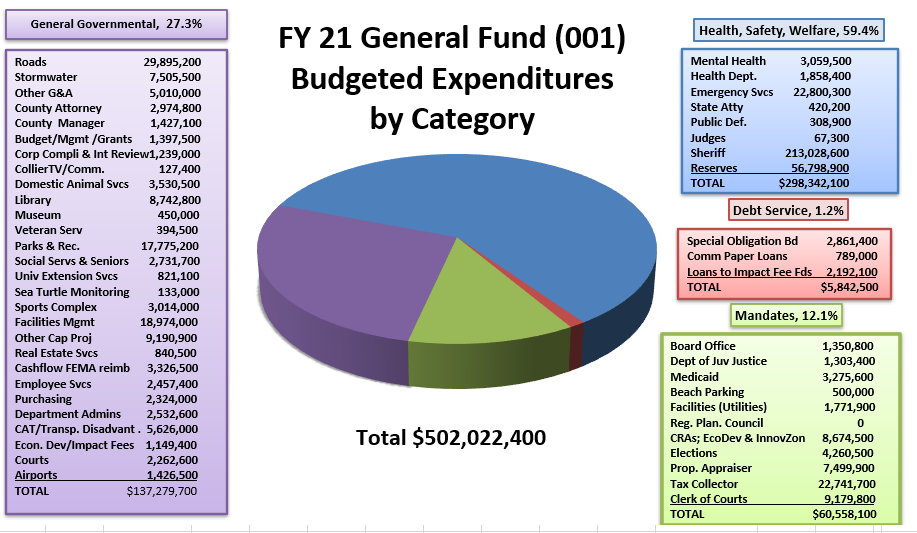 General Governmental, 27.3%
Roads 29,895,200
Stormwater 7,505,500
Other G&A 5,010,000
County Attorney 2,974,800
County Manager 1,427,100
Budget/Mgmt /Grants 1,397,500
Corp Compli & Int Review1,239,000
CollierTV/Comm. 127,400
Domestic Animal Svcs 3,530,500
Library 8,742,800
Museum 450,000
Veteran Serv 394,500
Parks & Rec. 17,775,200
Social Servs & Seniors 2,731,700
Univ Extension Svcs 821,100
Sea Turtle Monitoring 133,000
Sports Complex 3,014,000
Facilities Mgmt 18,974,000
Other Cap Proj 9,190,900
Real Estate Svcs 840,500
Cashflow FEMA reimb 3,326,500
Employee Svcs 2,457,400
Purchasing 2,324,000
Department Admins 2,532,600
CAT/Transp. Disadvant . 5,626,000
Econ. Dev/Impact Fees 1,149,400
Courts 2,262,600
Airports 1,426,500
TOTAL $137,279,700
FY 21 General Fund (001)
Budgeted Expenditures
by Category
Total $502,022,400
Health, Safety, Welfare, 59.4%
Mental Health 3,059,500
Health Dept. 1,858,400
Emergency Svcs 22,800,300
State Atty 420,200
Public Def. 308,900
Judges 67,300
Sheriff 213,028,600
Reserves 56,798,900
TOTAL $298,342,100
Debt Service, 1.2%
Special Obligation Bd 2,861,400
Comm Paper Loans 789,000
Loans to Impact Fee Fds 2,192,100
TOTAL $5,842,500
Mandates, 12.1%
Board Office 1,350,800
Dept of Juv Justice 1,303,400
Medicaid 3,275,600
Beach Parking 500,000
Facilities (Utilities) 1,771,900
Reg. Plan. Council 0
CRAs; EcoDev & InnovZon 8,674,500
Elections 4,260,500
Prop. Appraiser 7,499,900
Tax Collector 22,741,700
Clerk of Courts 9,179,800
TOTAL $60,558,100